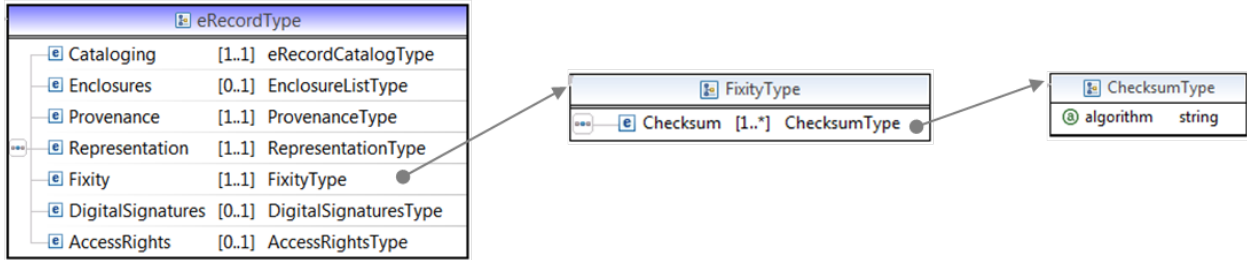 eRecordType
e Cataloging [1..1] eRecordCatalogType
e Enclosures [0..1] EnclosureListType
e Provenance [1..1] ProvenanceType
e Representation [1..1] RepresentationType
e Fixity [1..1] FixityType
e DigitalSignatures [0..1] DigitalSignaturesType
e AccessRights [0..1] AccessRightsType
FixityType
e Checksum [1..*] ChecksumType
ChecksumType
a algorithm string